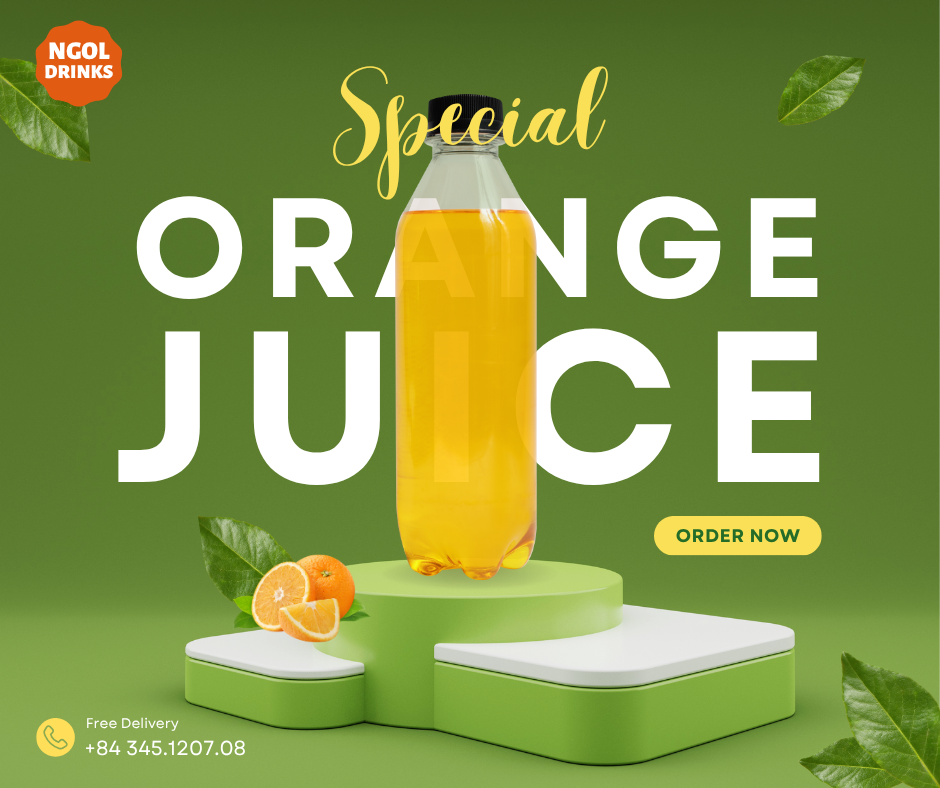 NGOL
DRINKS
Special
ORANGE
JUICE
ORDER NOW
Free Delivery
+84 345.1207.08